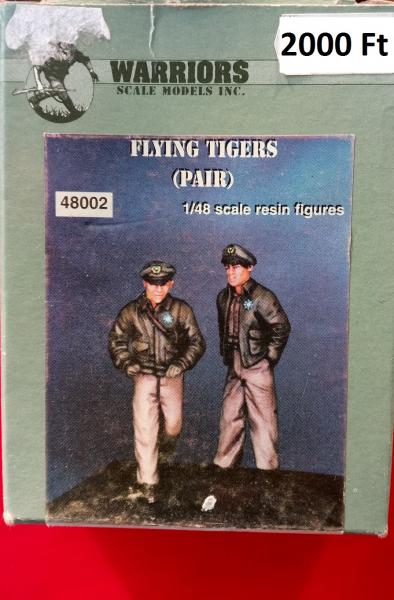 2000 Ft
WARRIORS
SCALE MODELS INC.
FLYING TIGERS
(PAIR)
48002
1/48 scale resin figures